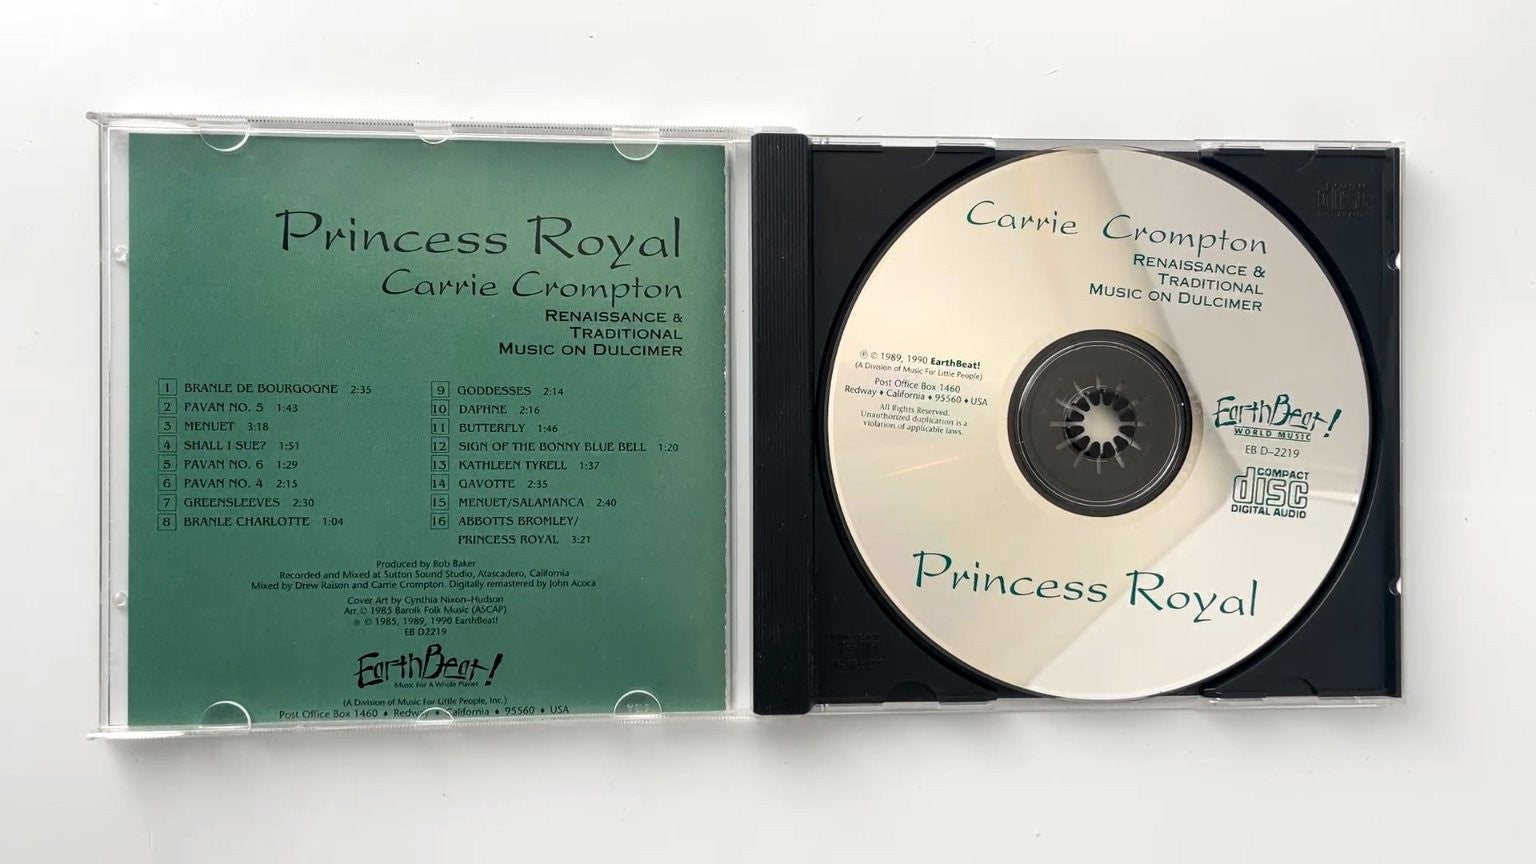 Princess Royal
Carrie Crompton
RENAISSANCE &
TRADITIONAL
MUSIC ON DULCIMER
1 BRANLE DE BOURGOGNE 2:35
2 PAVAN NO. 5 1:43
3 MENUET 3:18
4 SHALL I SUE? 1:51
5 PAVAN NO. 6 1:29
6 PAVAN NO. 4 2:15
7 GREENSLEEVES 2:30
8 BRANLE CHARLOTTE 1:04
9 GODDESSES 2:14
10 DAPHNE 2:16
11 BUTTERFLY 1:46
12 SIGN OF THE BONNY BLUE BELL 1:20
13 KATHLEEN TYRELL 1:37
14 GAVOTTE 2:35
15 MENUET/SALAMANCA 2:40
16 ABBOTTS BROMLEY/
PRINCESS ROYAL 3:21
Produced by Bob Baker
Recorded and Mixed at Sutton Sound Studio, Atascadero, California
Mixed by Drew Raison and Carrie Crompton. Digitally remastered by John Acoca
Cover Art by Cynthia Nixon-Hudson
Arr.© 1985 Barolk Folk Music (ASCAP)
℗ © 1985, 1989, 1990 EarthBeat!
EB D2219
EarthBeat!
Music For A Whole Planet
(A Division of Music For Little People, Inc.)
Post Office Box 1460 ♦ Redway ♦ California ♦ 95560 ♦ USA
Carrie Crompton
RENAISSANCE &
TRADITIONAL
MUSIC ON DULCIMER
℗ © 1989, 1990 EarthBeat!
(A Division of Music For Little People)
Post Office Box 1460
Redway ♦ California ♦ 95560 ♦ USA
All Rights Reserved.
Unauthorized duplication is a
violation of applicable laws.
EarthBeat!
WORLD MUSIC
EB D-2219
COMPACT
disc
DIGITAL AUDIO
Princess Royal
disc